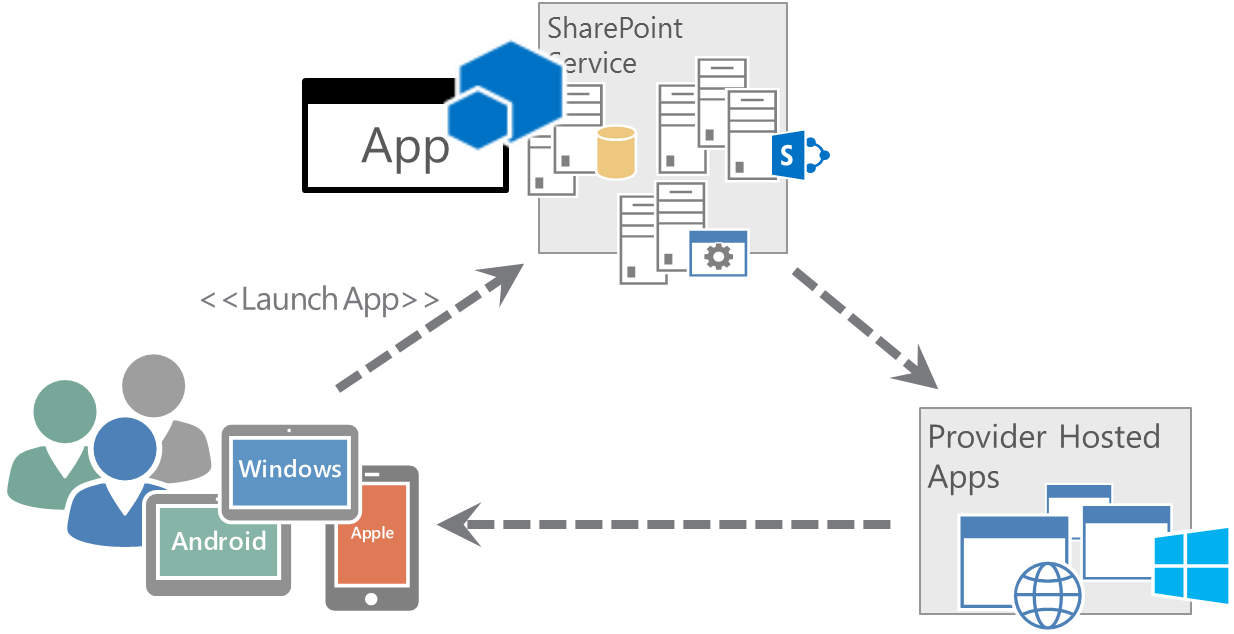 SharePoint
Service
App
<<Launch App>>
Windows
Android
Apple
Provider Hosted
Apps
S